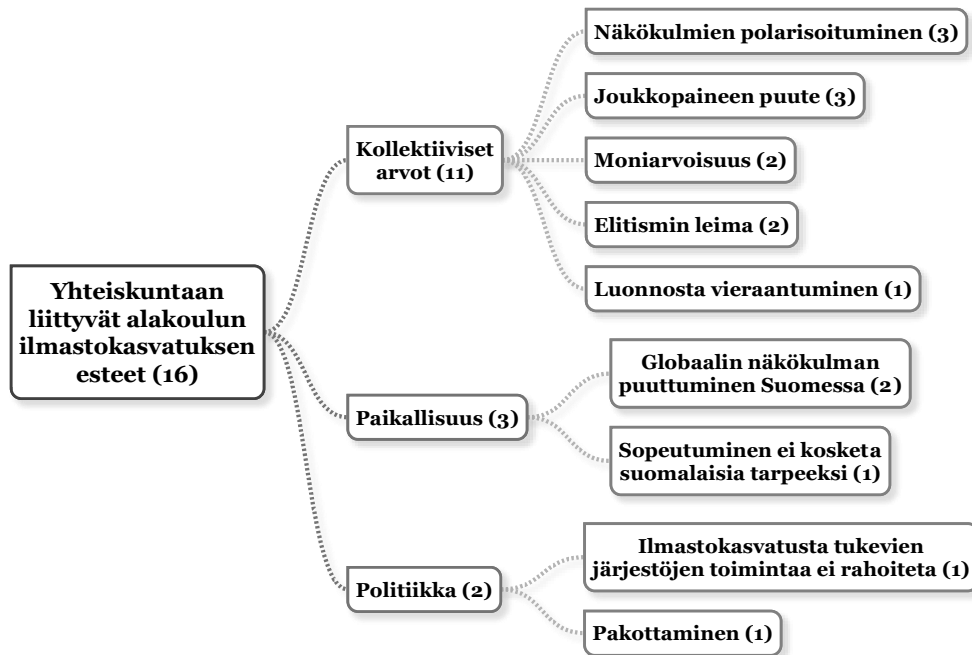 Yhteiskuntaan
liittyvät alakoulun
ilmastokasvatuksen
esteet (16)
Kollektiiviset
arvot (11)
Näkökulmien polarisoituminen (3)
Joukkopaineen puute (3)
Moniarvoisuus (2)
Elitismin leima (2)
Luonnosta vieraantuminen (1)
Paikallisuus (3)
Globaalin näkökulman
puuttuminen Suomessa (2)
Sopeutuminen ei kosketa
suomalaisia tarpeeksi (1)
Politiikka (2)
Ilmastokasvatusta tukevien
järjestöjen toimintaa ei rahoiteta (1)
Pakottaminen (1)